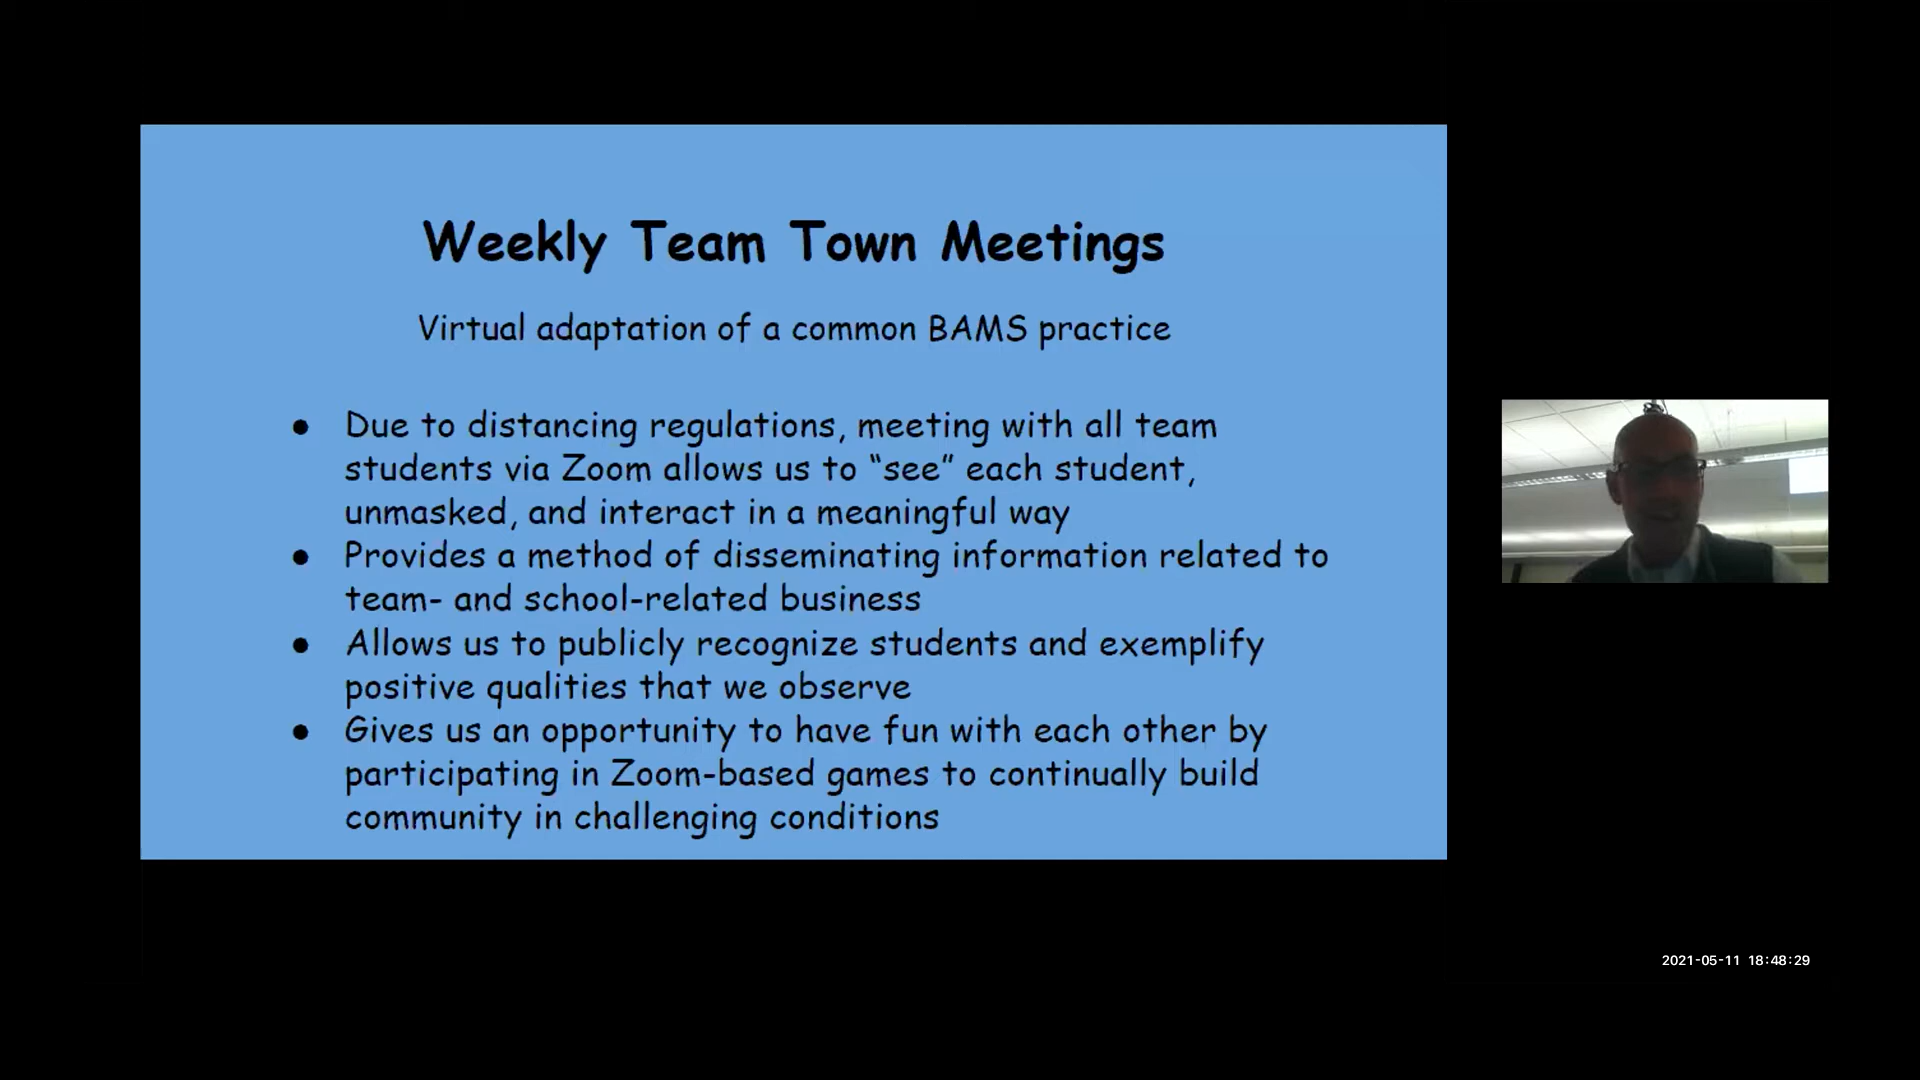 Weekly Team Town Meetings
Virtual adaptation of a common BAMS practice
● Due to distancing regulations, meeting with all team
students via Zoom allows us to “see” each student,
unmasked, and interact in a meaningful way
● Provides a method of disseminating information related to
team- and school-related business
● Allows us to publicly recognize students and exemplify
positive qualities that we observe
● Gives us an opportunity to have fun with each other by
participating in Zoom-based games to continually build
community in challenging conditions
2021-05-11 18:48:29